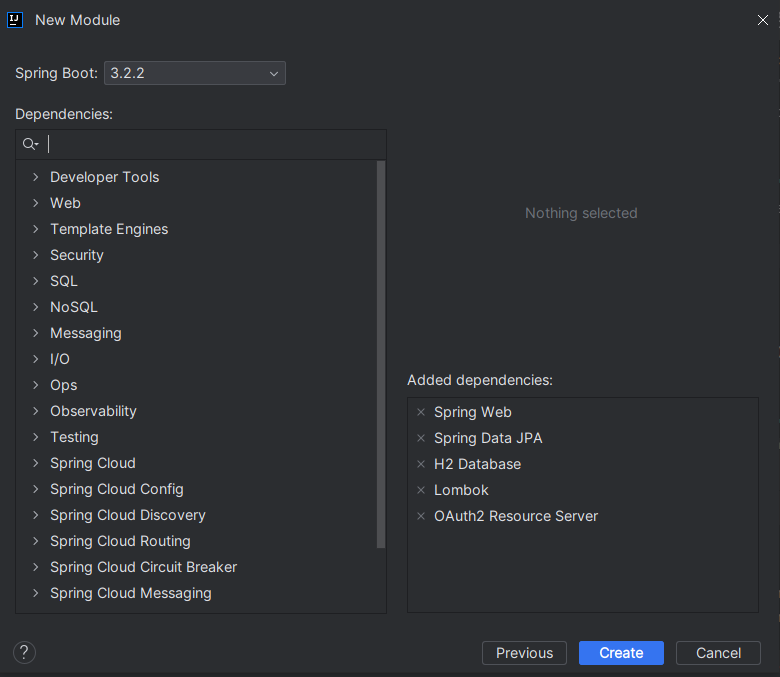 New Module
Spring Boot: 3.2.2
Dependencies:
Developer Tools
Web
Template Engines
Security
SQL
NoSQL
Messaging
I/O
Ops
Observability
Testing
Spring Cloud
Spring Cloud Config
Spring Cloud Discovery
Spring Cloud Routing
Spring Cloud Circuit Breaker
Spring Cloud Messaging
Nothing selected
Added dependencies:
Spring Web
Spring Data JPA
H2 Database
Lombok
OAuth2 Resource Server
? Previous Create Cancel